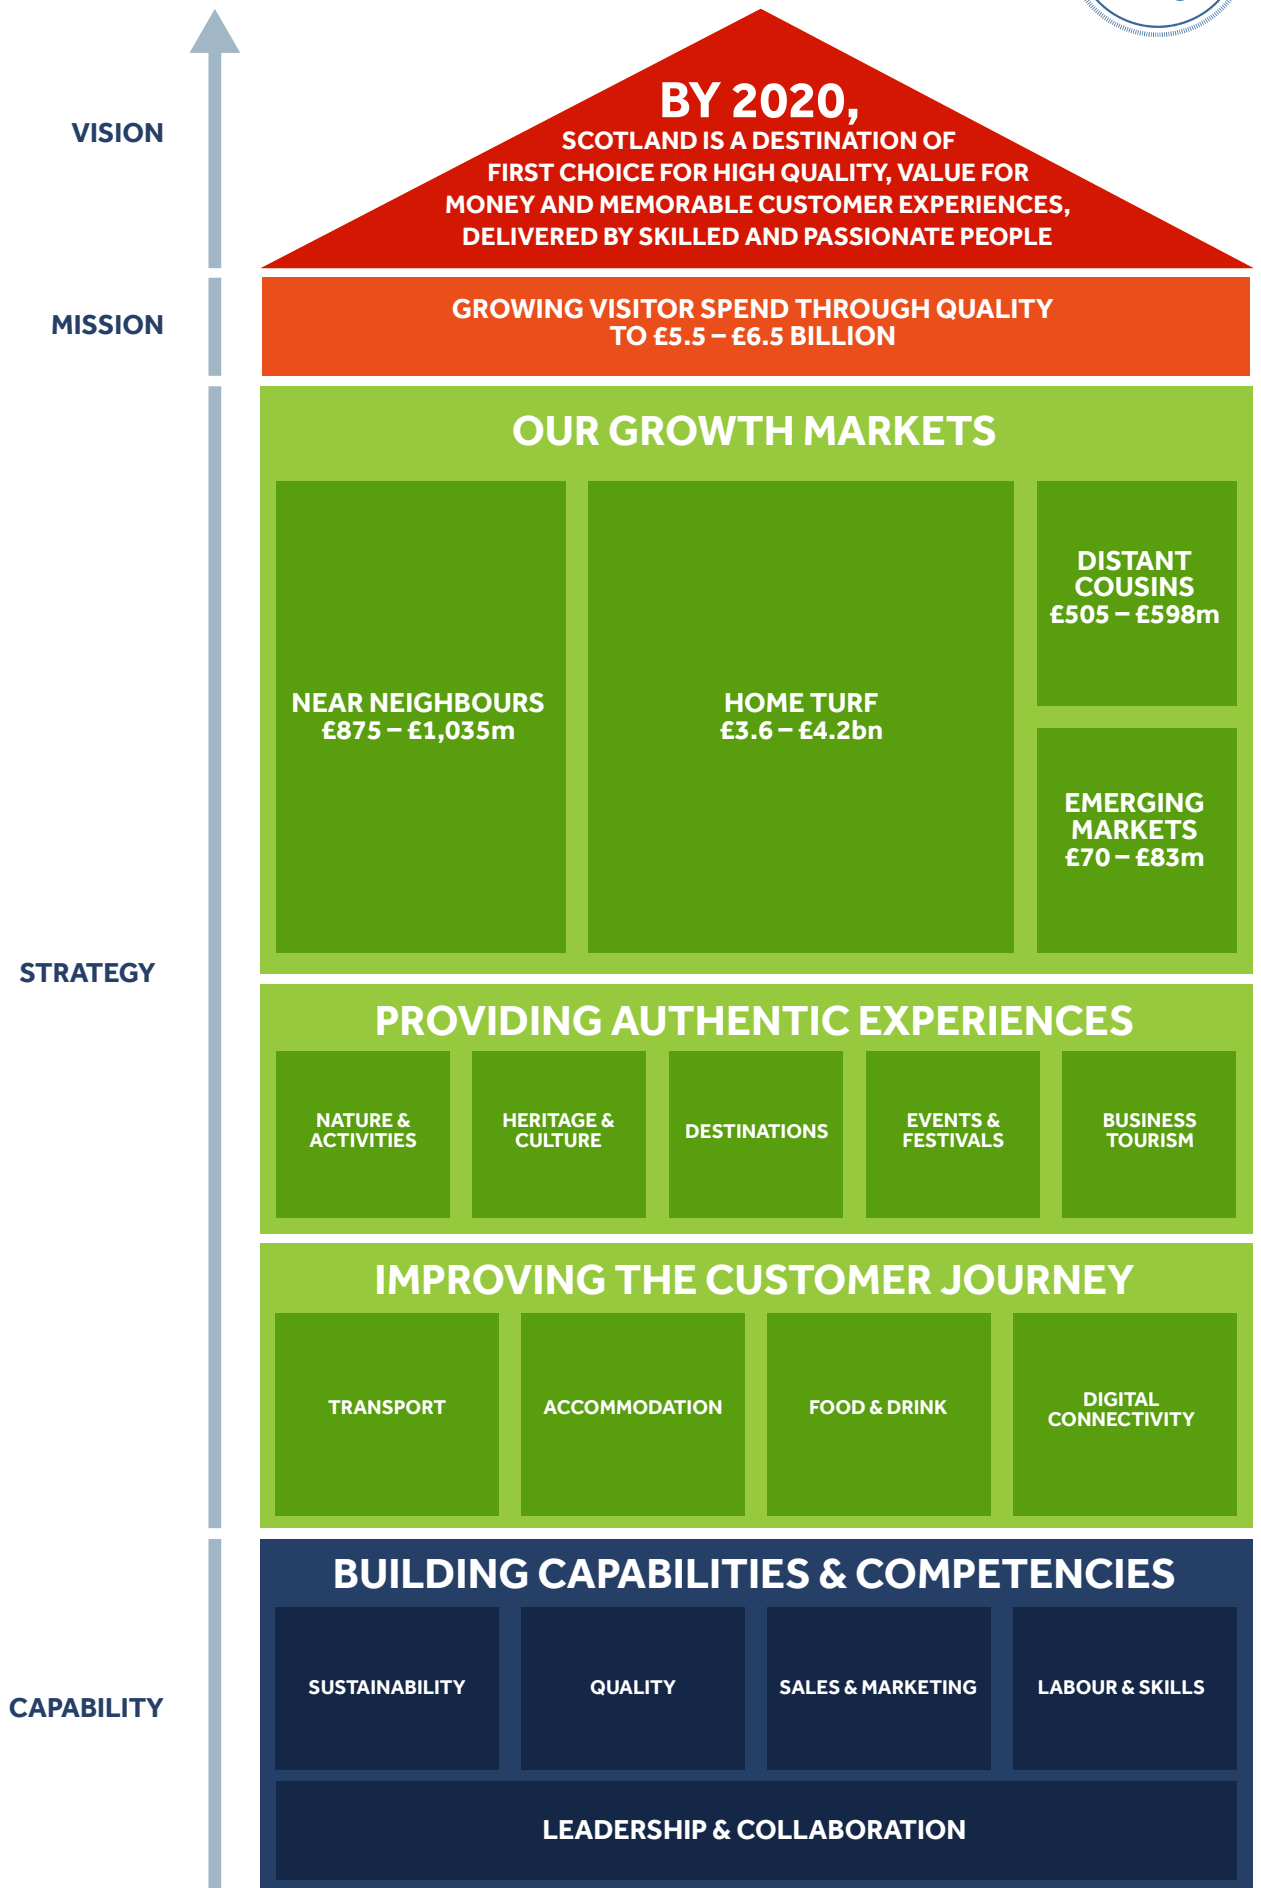 VISION
BY 2020,
SCOTLAND IS A DESTINATION OF
FIRST CHOICE FOR HIGH QUALITY, VALUE FOR
MONEY AND MEMORABLE CUSTOMER EXPERIENCES,
DELIVERED BY SKILLED AND PASSIONATE PEOPLE
MISSION
GROWING VISITOR SPEND THROUGH QUALITY
TO £5.5 – £6.5 BILLION
STRATEGY
OUR GROWTH MARKETS
NEAR NEIGHBOURS
£875 – £1,035m
HOME TURF
£3.6 – £4.2bn
DISTANT
COUSINS
£505 – £598m
EMERGING
MARKETS
£70 – £83m
PROVIDING AUTHENTIC EXPERIENCES
NATURE &
ACTIVITIES
HERITAGE &
CULTURE
DESTINATIONS
EVENTS &
FESTIVALS
BUSINESS
TOURISM
IMPROVING THE CUSTOMER JOURNEY
TRANSPORT
ACCOMMODATION
FOOD & DRINK
DIGITAL
CONNECTIVITY
CAPABILITY
BUILDING CAPABILITIES & COMPETENCIES
SUSTAINABILITY
QUALITY
SALES & MARKETING
LABOUR & SKILLS
LEADERSHIP & COLLABORATION